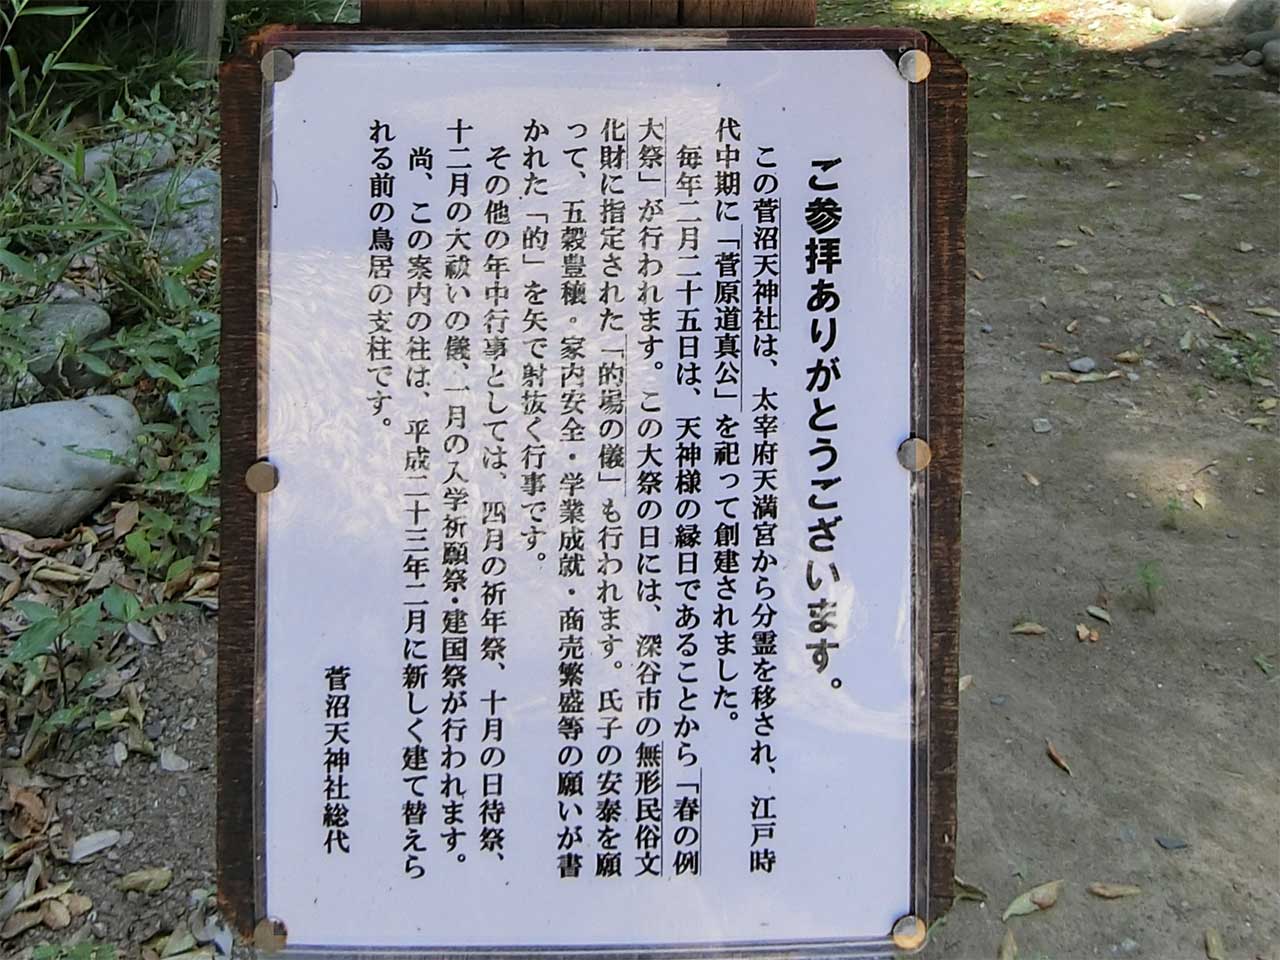 ご参拝ありがとうございます。
この菅沼天神社は、太宰府天満宮から分霊を移され、江戸時
代中期に「菅原道真公」を祀って創建されました。
毎年二月二十五日は、天神様の縁日であることから「春の例
大祭」が行われます。この大祭の日には、深谷市の無形民俗文
化財に指定された「的場の儀」も行われます。氏子の安泰を願
って、五穀豊穣・家内安全・学業成就・商売繁盛等の願いが書
かれた「的」を矢で射抜く行事です。
その他の年中行事としては、四月の祈年祭、十月の日待祭、
十二月の大祓いの儀、一月の入学祈願祭・建国祭が行われます。
尚、この案内の柱は、平成二十三年二月に新しく建て替えら
れる前の鳥居の支柱です。
菅沼天神社総代